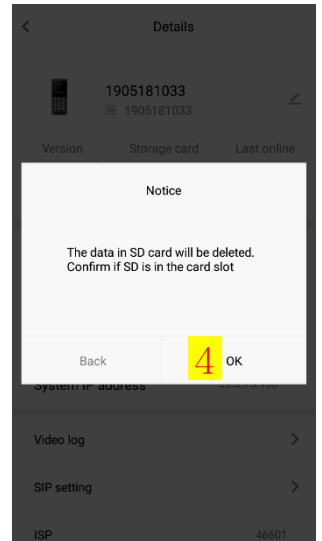 Details
1905181033
1905181033
Version Storage card Last online
Notice
The data in SD card will be deleted.
Confirm if SD is in the card slot
Back 4 OK
System IP address
Video log
SIP setting
ISP 46601